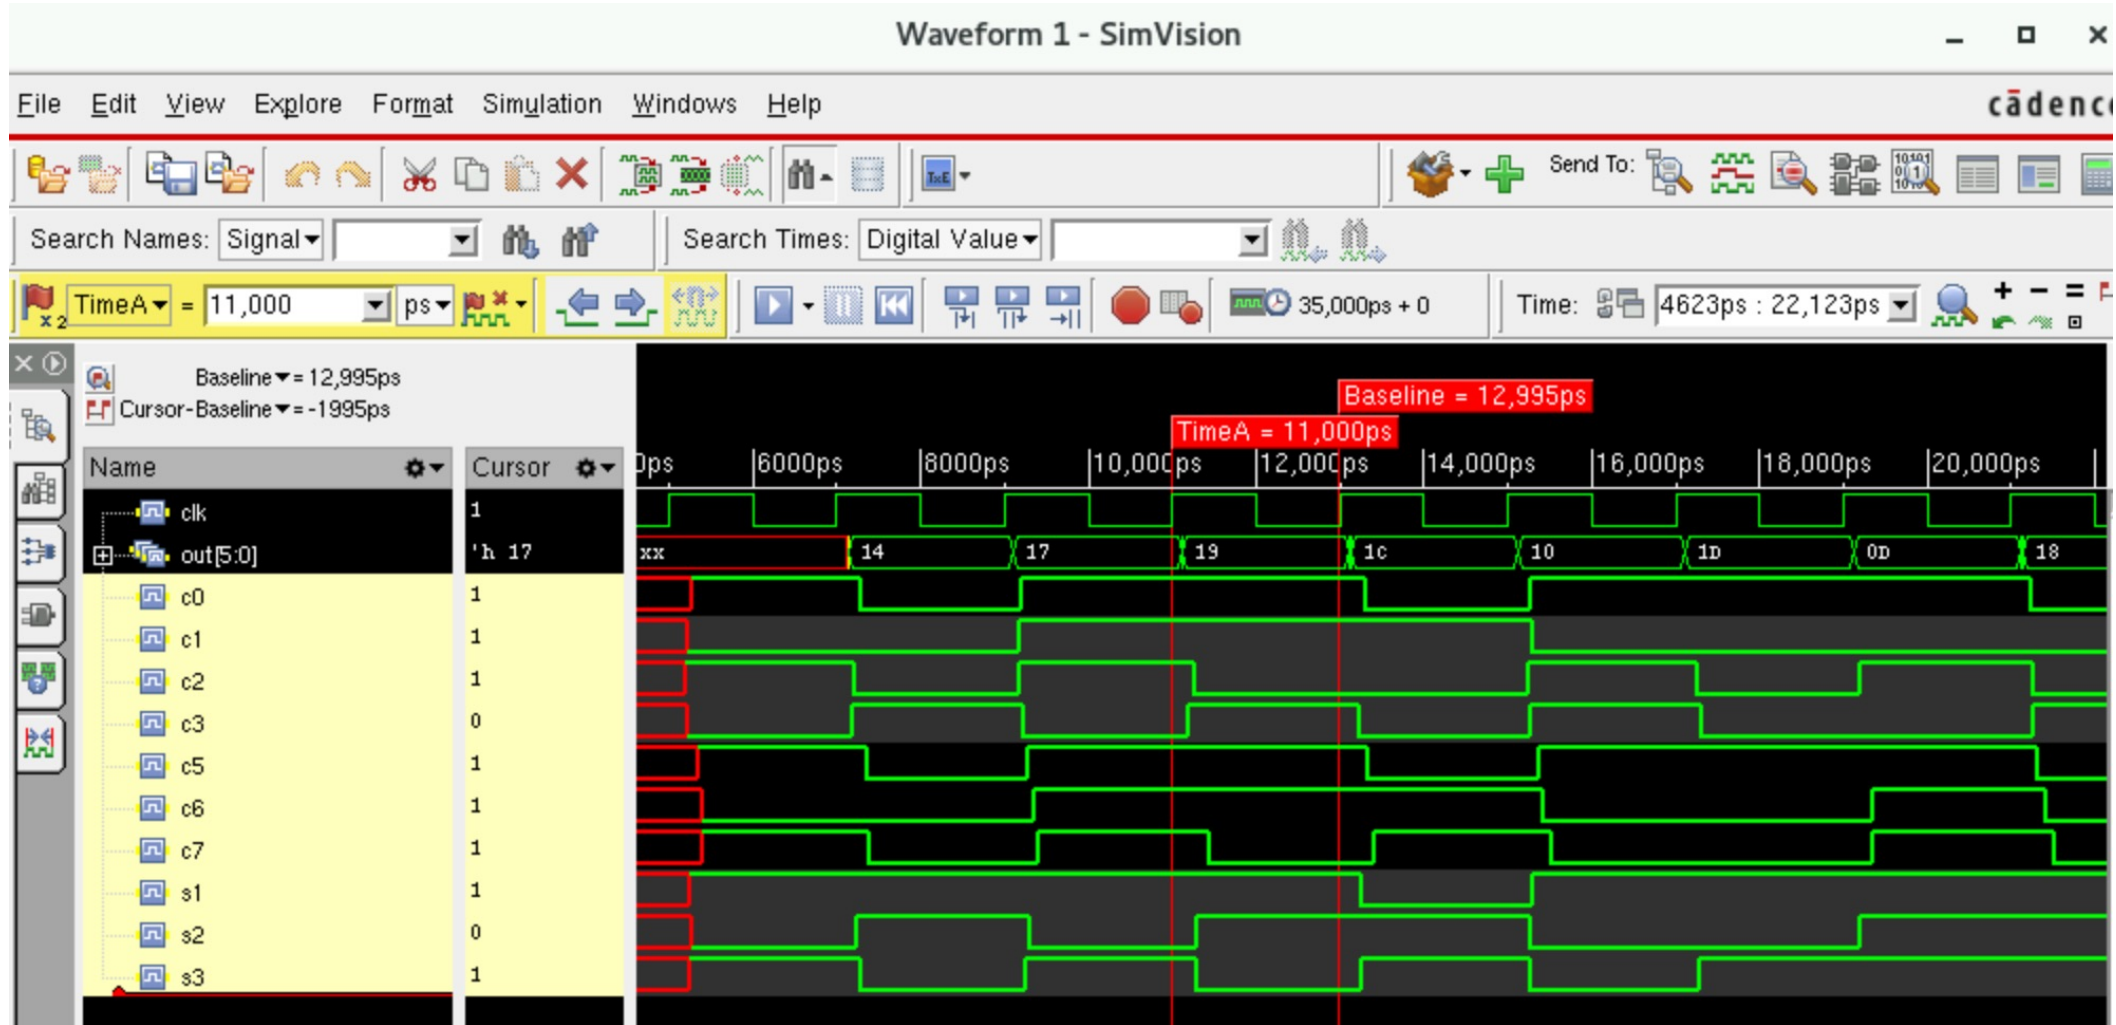 Waveform 1 - SimVision
File Edit View Explore Format Simulation Windows Help
cādenc
Send To:
Search Names: Signal
Search Times: Digital Value
TimeA = 11,000 ps
35,000ps + 0
Time: 4623ps : 22,123ps
Baseline = 12,995ps
Cursor-Baseline = -1995ps
Baseline = 12,995ps
TimeA = 11,000ps
Name Cursor
0ps 6000ps 8000ps 10,000ps 12,000ps 14,000ps 16,000ps 18,000ps 20,000ps
clk 1
out[5:0] 'h 17 xx 14 17 19 1C 10 1D 0D 18
c0 1
c1 1
c2 1
c3 0
c5 1
c6 1
c7 1
s1 1
s2 0
s3 1